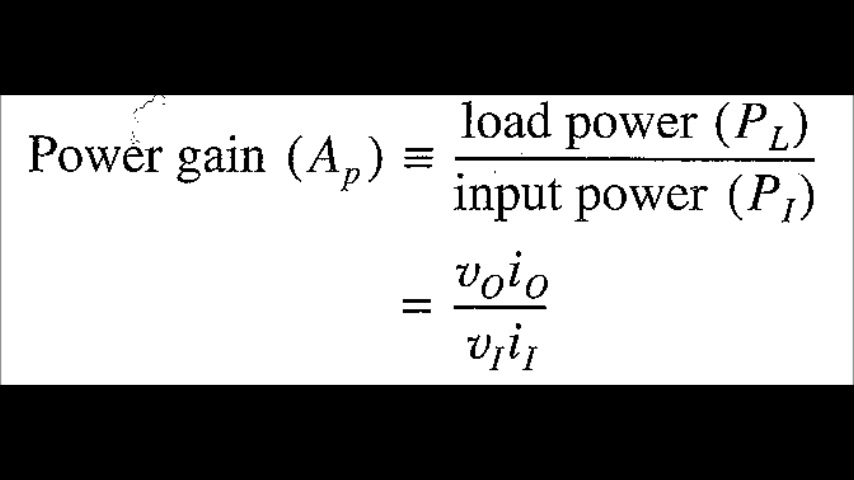 Power gain (A_p) ≡ load power (P_L) / input power (P_I)
= v_O i_O / v_I i_I